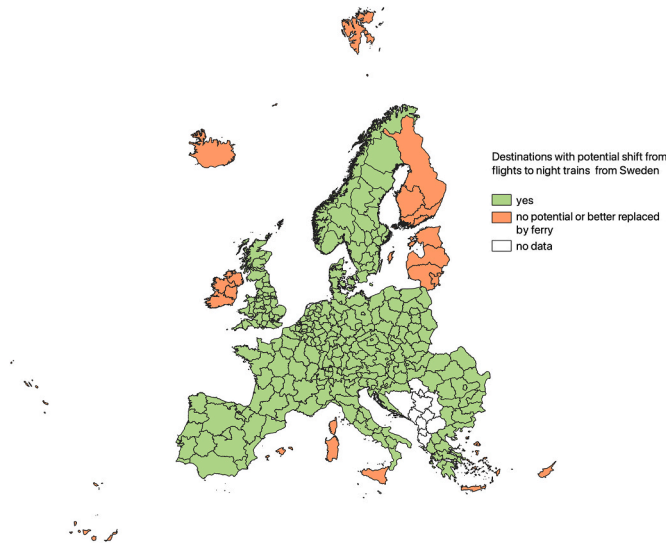 Destinations with potential shift from
flights to night trains from Sweden
yes
no potential or better replaced
by ferry
no data